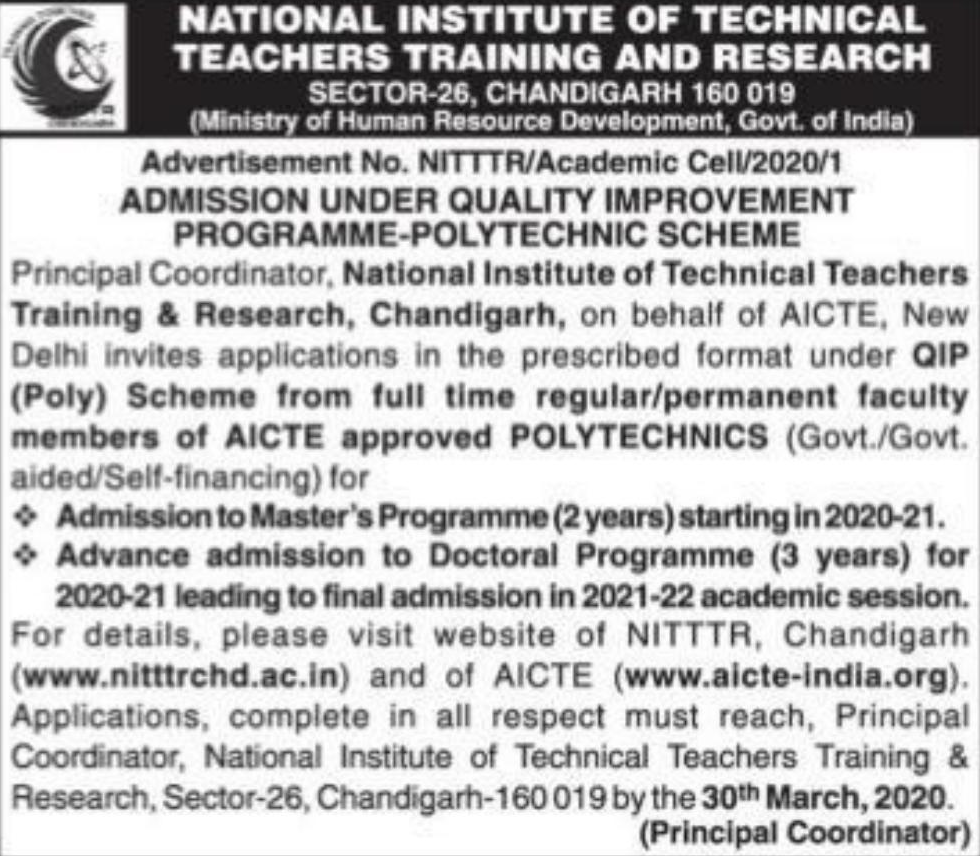 NATIONAL INSTITUTE OF TECHNICAL
TEACHERS TRAINING AND RESEARCH
SECTOR-26, CHANDIGARH 160 019
(Ministry of Human Resource Development, Govt. of India)
Advertisement No. NITTTR/Academic Cell/2020/1
ADMISSION UNDER QUALITY IMPROVEMENT
PROGRAMME-POLYTECHNIC SCHEME
Principal Coordinator, National Institute of Technical Teachers
Training & Research, Chandigarh, on behalf of AICTE, New
Delhi invites applications in the prescribed format under QIP
(Poly) Scheme from full time regular/permanent faculty
members of AICTE approved POLYTECHNICS (Govt./Govt.
aided/Self-financing) for
❖ Admission to Master's Programme (2 years) starting in 2020-21.
❖ Advance admission to Doctoral Programme (3 years) for
2020-21 leading to final admission in 2021-22 academic session.
For details, please visit website of NITTTR, Chandigarh
(www.nitttrchd.ac.in) and of AICTE (www.aicte-india.org).
Applications, complete in all respect must reach, Principal
Coordinator, National Institute of Technical Teachers Training &
Research, Sector-26, Chandigarh-160 019 by the 30th March, 2020.
(Principal Coordinator)